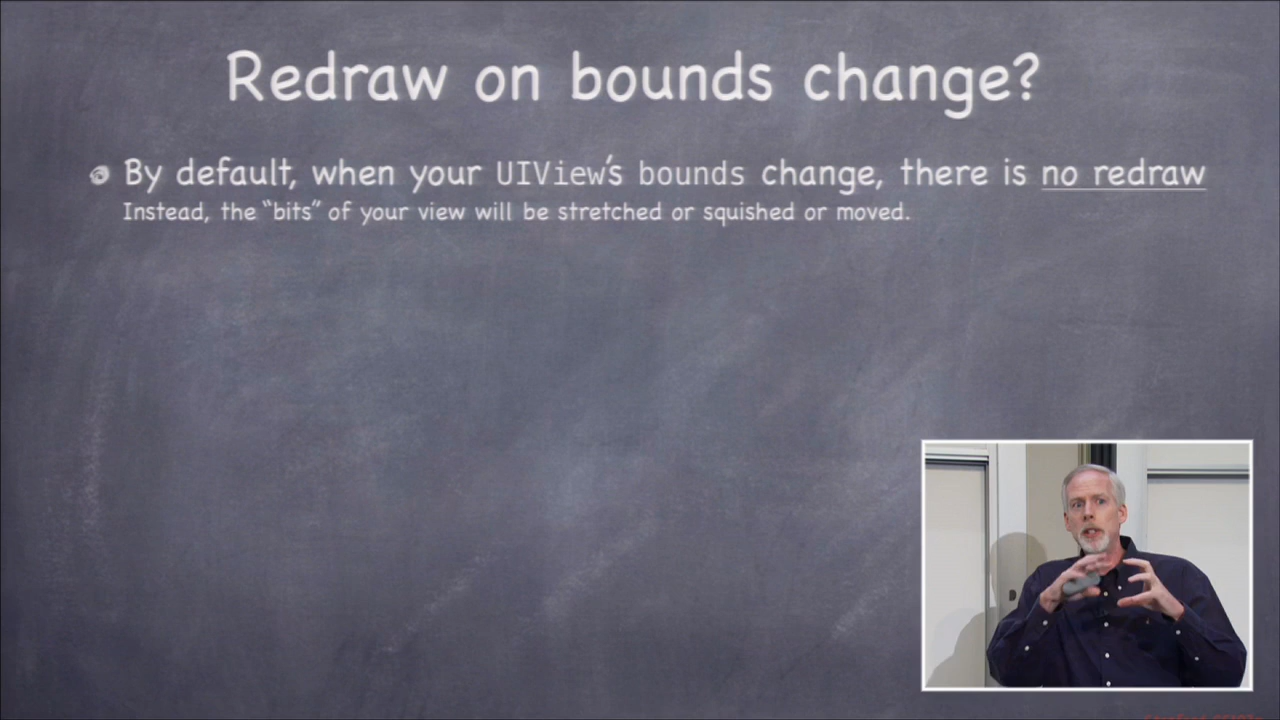 Redraw on bounds change?
By default, when your UIView's bounds change, there is no redraw
Instead, the “bits” of your view will be stretched or squished or moved.